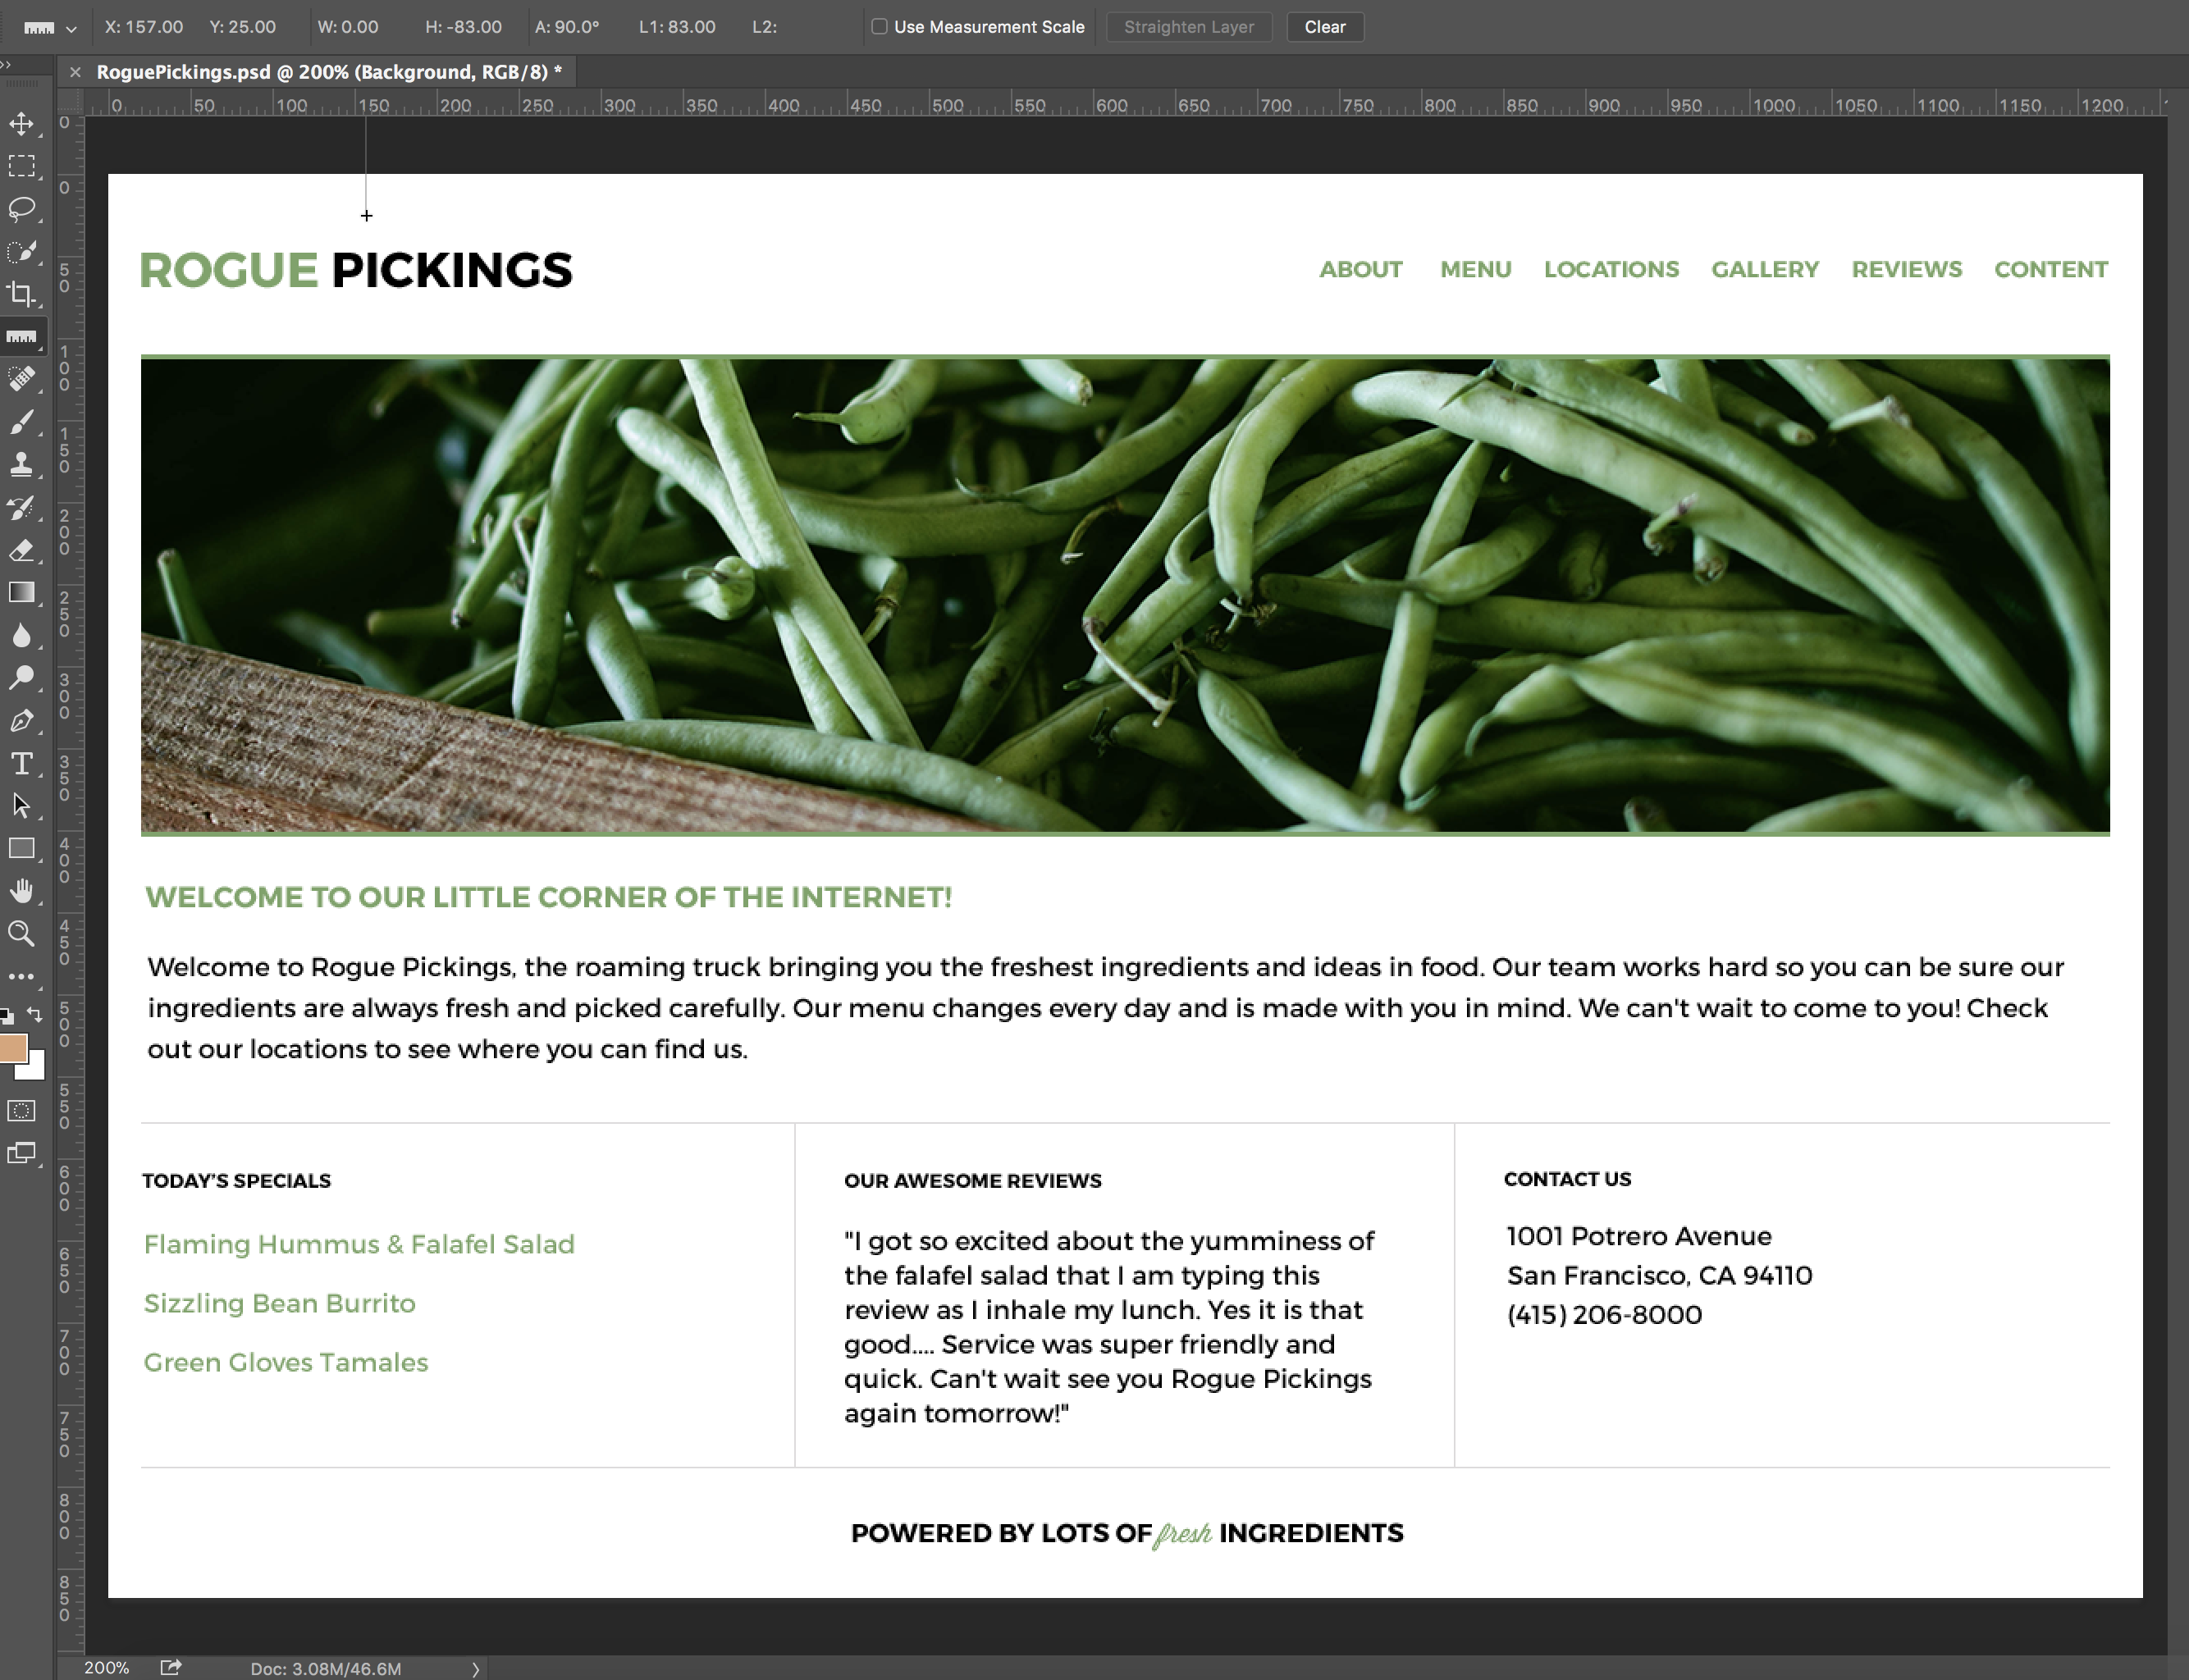 X: 157.00 Y: 25.00 W: 0.00 H: -83.00 A: 90.0° L1: 83.00 L2: Use Measurement Scale Straighten Layer Clear
RoguePickings.psd @ 200% (Background, RGB/8) *
0 50 100 150 200 250 300 350 400 450 500 550 600 650 700 750 800 850 900 950 1000 1050 1100 1150 1200
0
0
50
100
150
200
250
300
350
400
450
500
550
600
650
700
750
800
850
ROGUE PICKINGS
ABOUT MENU LOCATIONS GALLERY REVIEWS CONTENT
WELCOME TO OUR LITTLE CORNER OF THE INTERNET!
Welcome to Rogue Pickings, the roaming truck bringing you the freshest ingredients and ideas in food. Our team works hard so you can be sure our
ingredients are always fresh and picked carefully. Our menu changes every day and is made with you in mind. We can't wait to come to you! Check
out our locations to see where you can find us.
TODAY'S SPECIALS
Flaming Hummus & Falafel Salad
Sizzling Bean Burrito
Green Gloves Tamales
OUR AWESOME REVIEWS
"I got so excited about the yumminess of
the falafel salad that I am typing this
review as I inhale my lunch. Yes it is that
good.... Service was super friendly and
quick. Can't wait see you Rogue Pickings
again tomorrow!"
CONTACT US
1001 Potrero Avenue
San Francisco, CA 94110
(415) 206-8000
POWERED BY LOTS OF fresh INGREDIENTS
200% Doc: 3.08M/46.6M